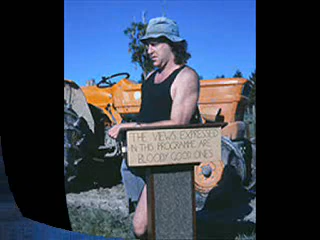 THE VIEWS EXPRESSED
IN THIS PROGRAMME ARE
BLOODY GOOD ONES